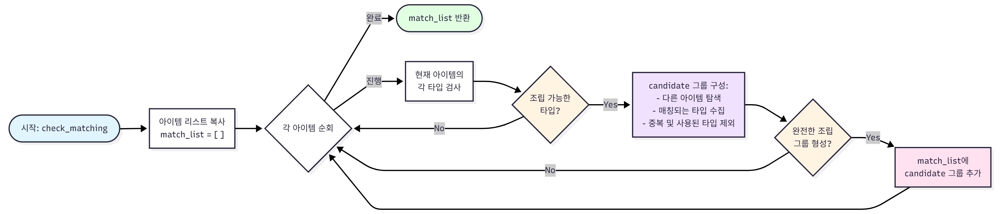 시작: check_matching
아이템 리스트 복사
match_list = [ ]
각 아이템 순회
완료
match_list 반환
진행
현재 아이템의
각 타입 검사
조립 가능한
타입?
No
Yes
candidate 그룹 구성:
- 다른 아이템 탐색
- 매칭되는 타입 수집
- 중복 및 사용된 타입 제외
완전한 조립
그룹 형성?
No
Yes
match_list에
candidate 그룹 추가